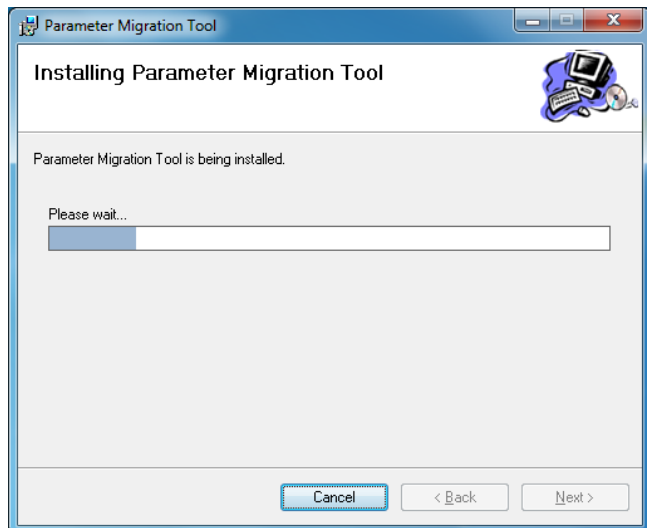 Parameter Migration Tool
Installing Parameter Migration Tool
Parameter Migration Tool is being installed.
Please wait...
Cancel
< Back
Next >